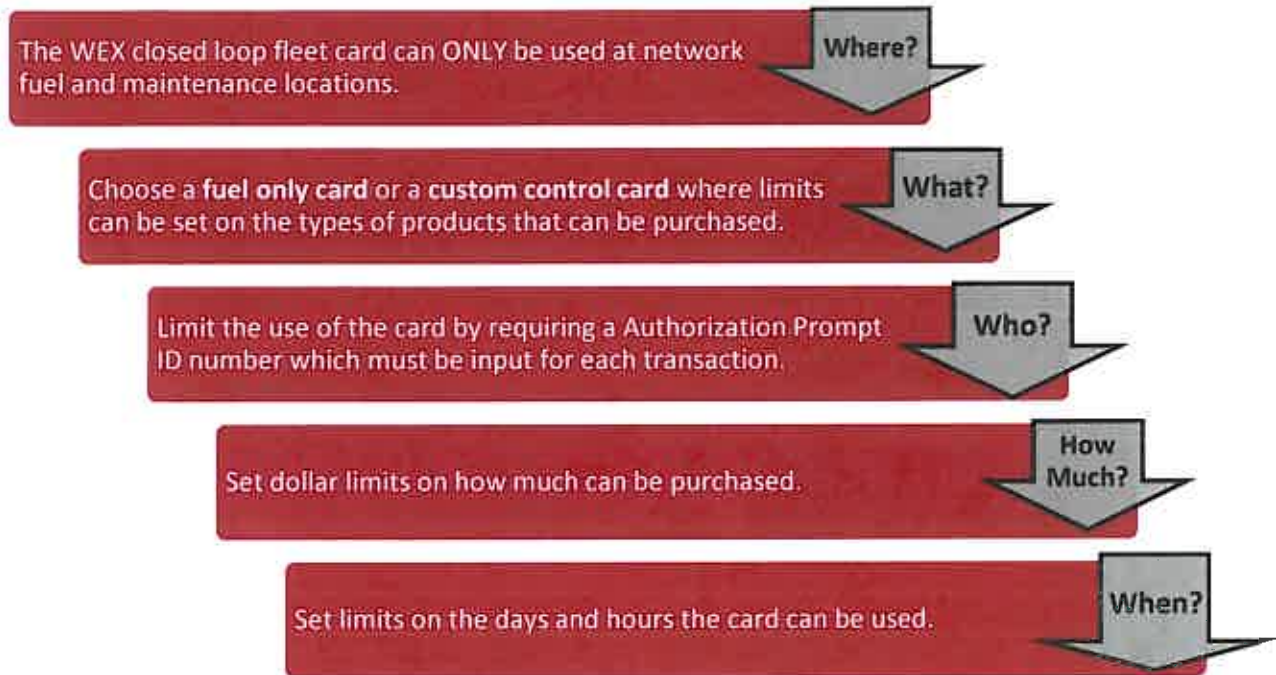 The WEX closed loop fleet card can ONLY be used at network
fuel and maintenance locations.
Where?
Choose a fuel only card or a custom control card where limits
can be set on the types of products that can be purchased.
What?
Limit the use of the card by requiring a Authorization Prompt
ID number which must be input for each transaction.
Who?
Set dollar limits on how much can be purchased.
How
Much?
Set limits on the days and hours the card can be used.
When?